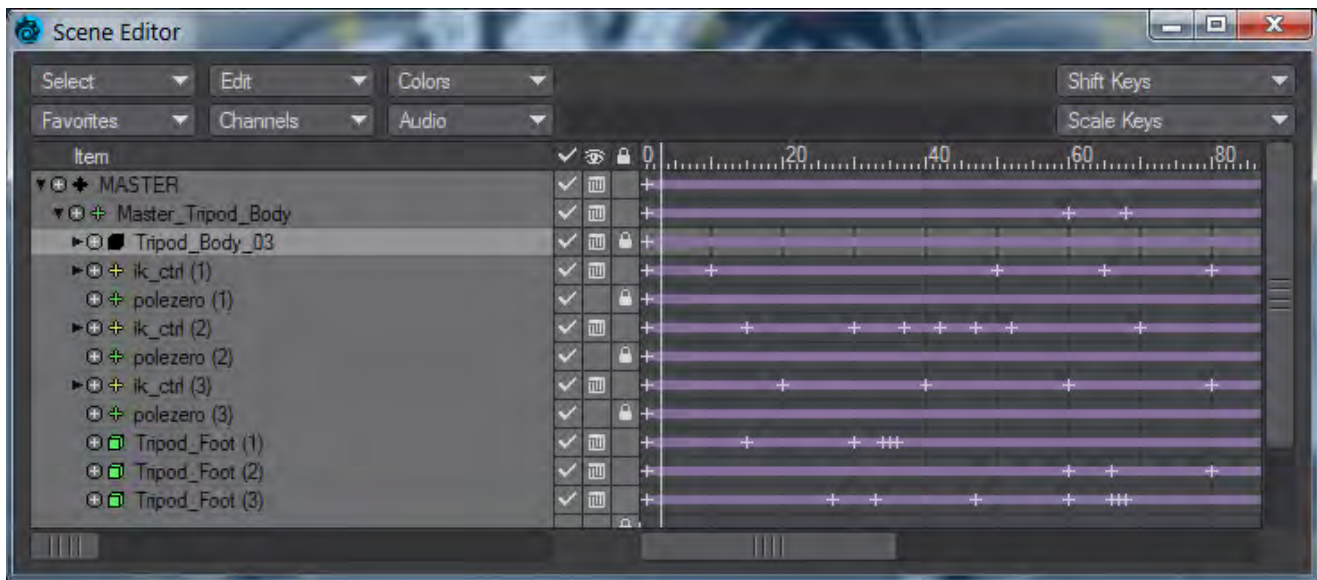 Scene Editor
Select Edit Colors Shift Keys
Favorites Channels Audio Scale Keys
Item 0 20 40 60 80
MASTER
Master_Tripod_Body
Tripod_Body_03
ik_ctrl (1)
polezero (1)
ik_ctrl (2)
polezero (2)
ik_ctrl (3)
polezero (3)
Tripod_Foot (1)
Tripod_Foot (2)
Tripod_Foot (3)